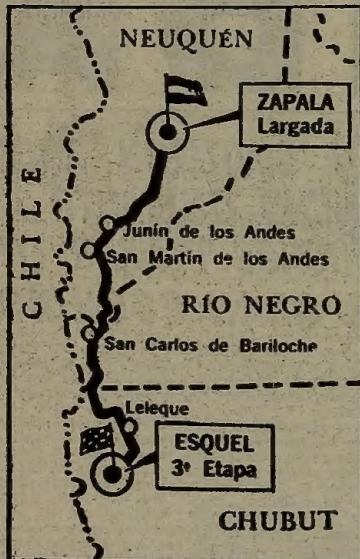 NEUQUÉN
ZAPALA
Largada
CHILE
Junín de los Andes
San Martín de los Andes
RÍO NEGRO
San Carlos de Bariloche
Leleque
ESQUEL
3ª Etapa
CHUBUT